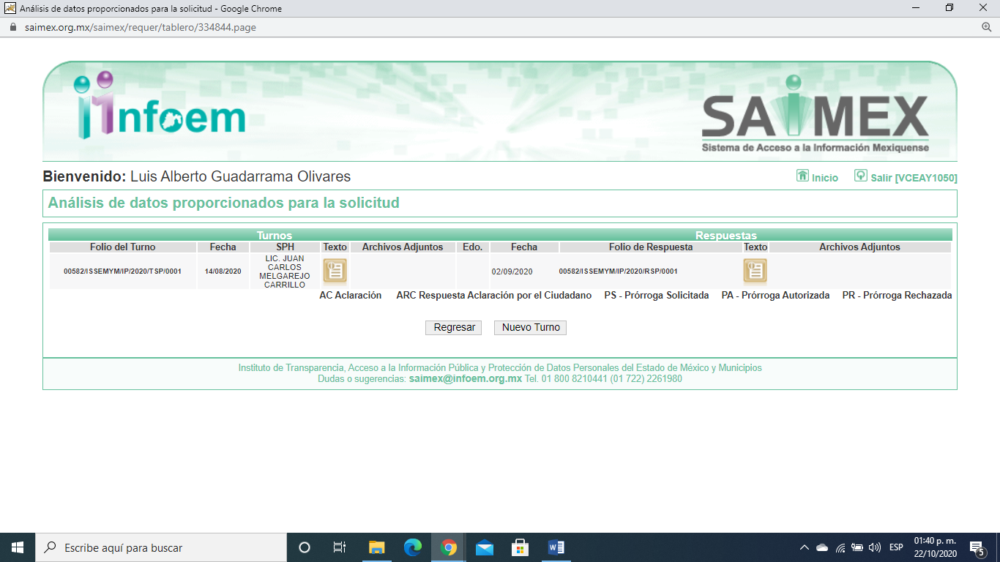 Análisis de datos proporcionados para la solicitud - Google Chrome
saimex.org.mx/saimex/requer/tablero/334844.page
infoem
SAIMEX
Sistema de Acceso a la Información Mexiquense
Bienvenido: Luis Alberto Guadarrama Olivares
Inicio Salir [VCEAY1050]
Análisis de datos proporcionados para la solicitud
Turnos Respuestas
Folio del Turno Fecha SPH Texto Archivos Adjuntos Edo. Fecha Folio de Respuesta Texto Archivos Adjuntos
00582/ISSEMYM/IP/2020/TSP/0001 14/08/2020 LIC. JUAN
CARLOS
MELGAREJO
CARRILLO
02/09/2020 00582/ISSEMYM/IP/2020/RSP/0001
AC Aclaración ARC Respuesta Aclaración por el Ciudadano PS - Prórroga Solicitada PA - Prórroga Autorizada PR - Prórroga Rechazada
Regresar Nuevo Turno
Instituto de Transparencia, Acceso a la Información Pública y Protección de Datos Personales del Estado de México y Municipios
Dudas o sugerencias: saimex@infoem.org.mx Tel. 01 800 8210441 (01 722) 2261980
Escribe aquí para buscar
ESP
01:40 p. m.
22/10/2020
5